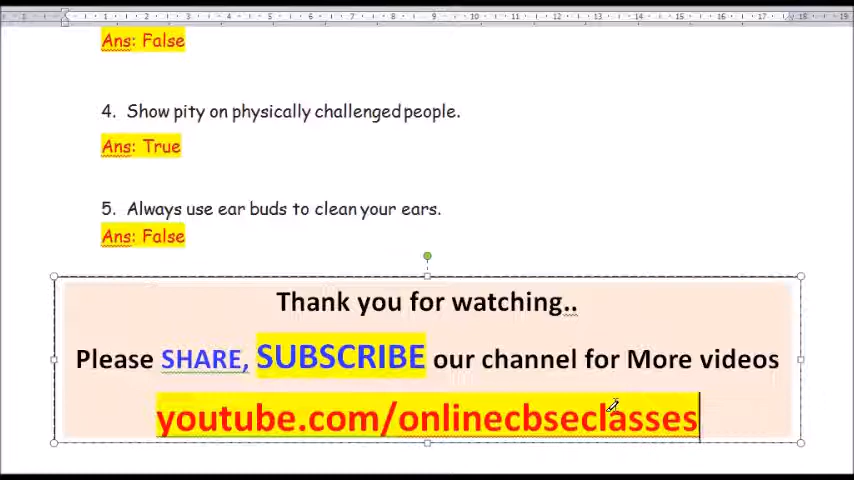 Ans: False
4. Show pity on physically challenged people.
Ans: True
5. Always use ear buds to clean your ears.
Ans: False
Thank you for watching..
Please SHARE, SUBSCRIBE our channel for More videos
youtube.com/onlinecbseclasses